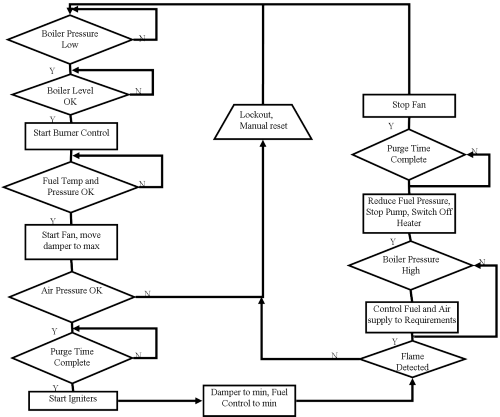 Boiler Pressure
Low
N
Y
Boiler Level
OK
N
Y
Start Burner Control
Fuel Temp and
Pressure OK
N
Y
Start Fan, move
damper to max
Air Pressure OK
N
Y
Purge Time
Complete
N
Y
Start Igniters
Damper to min, Fuel
Control to min
Lockout,
Manual reset
Stop Fan
Y
Purge Time
Complete
N
Reduce Fuel Pressure,
Stop Pump, Switch Off
Heater
Y
Boiler Pressure
High
N
Control Fuel and Air
supply to Requirements
Y
N
Flame
Detected